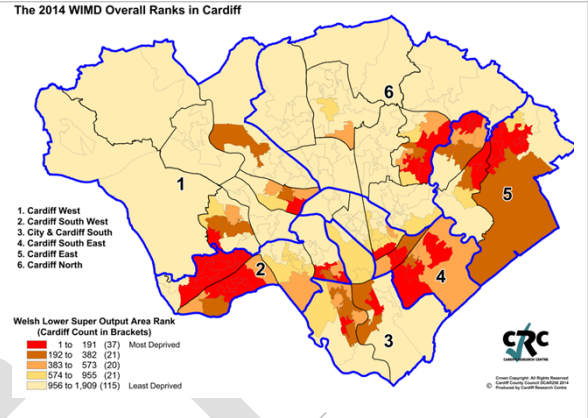 The 2014 WIMD Overall Ranks in Cardiff
6
1
5
1. Cardiff West
2. Cardiff South West
3. City & Cardiff South
4. Cardiff South East
5. Cardiff East
6. Cardiff North
2
4
3
Welsh Lower Super Output Area Rank
(Cardiff Count in Brackets)
1 to 191 (37) Most Deprived
192 to 382 (21)
383 to 573 (20)
574 to 955 (21)
956 to 1,909 (115) Least Deprived
CRC
CARDIFF RESEARCH CENTRE
Crown Copyright All Rights Reserved
Cardiff County Council
© Produced by Cardiff Research Centre